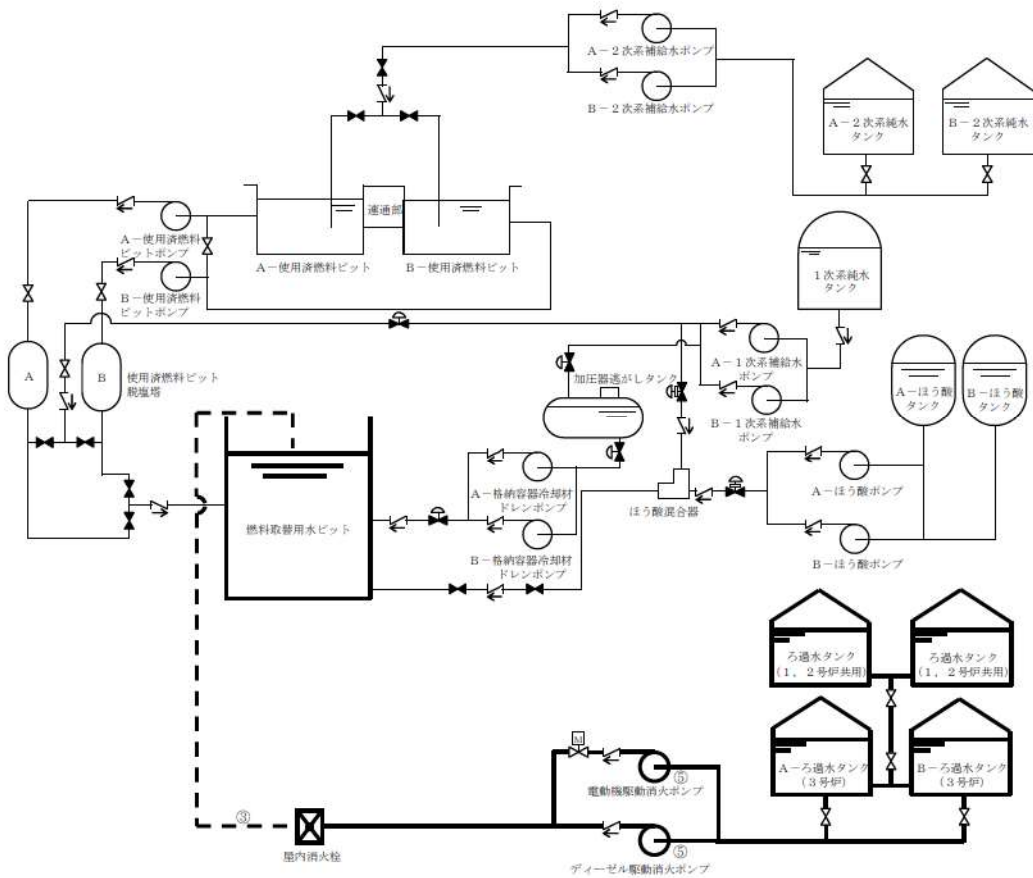 A－2次系補給水ポンプ
B－2次系補給水ポンプ
A－2次系純水
タンク
B－2次系純水
タンク
連通部
A－使用済燃料ピット
B－使用済燃料ピット
A－使用済燃料
ピットポンプ
B－使用済燃料
ピットポンプ
1次系純水
タンク
A
B
使用済燃料ピット
脱塩塔
加圧器逃がしタンク
A－1次系補給水
ポンプ
B－1次系補給水
ポンプ
A－ほう酸
タンク
B－ほう酸
タンク
A－格納容器冷却材
ドレンポンプ
B－格納容器冷却材
ドレンポンプ
ほう酸混合器
A－ほう酸ポンプ
B－ほう酸ポンプ
燃料取替用水ピット
ろ過水タンク
(1，2号炉共用)
ろ過水タンク
(1，2号炉共用)
A－ろ過水タンク
(3号炉)
B－ろ過水タンク
(3号炉)
M
⑤
電動機駆動消火ポンプ
③
屋内消火栓
⑤
ディーゼル駆動消火ポンプ